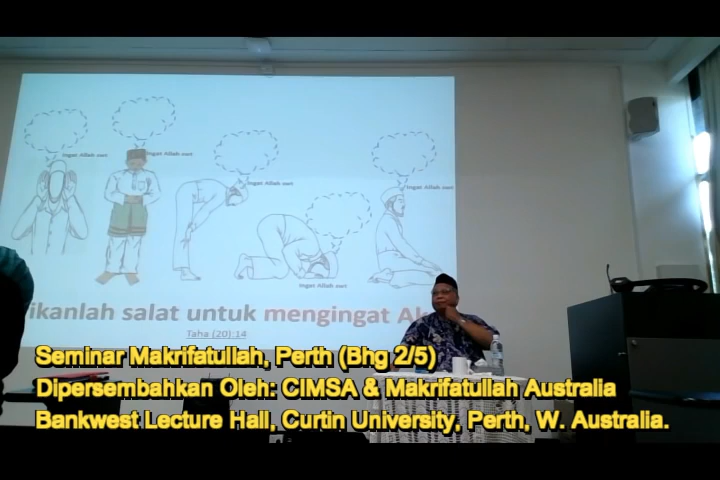 Ingat Allah swt
Ingat Allah swt
Ingat Allah swt
Ingat Allah swt
Ingat Allah swt
ikanlah salat untuk mengingat Ak
Taha (20):14
Seminar Makrifatullah, Perth (Bhg 2/5)
Dipersembahkan Oleh: CIMSA & Makrifatullah Australia
Bankwest Lecture Hall, Curtin University, Perth, W. Australia.